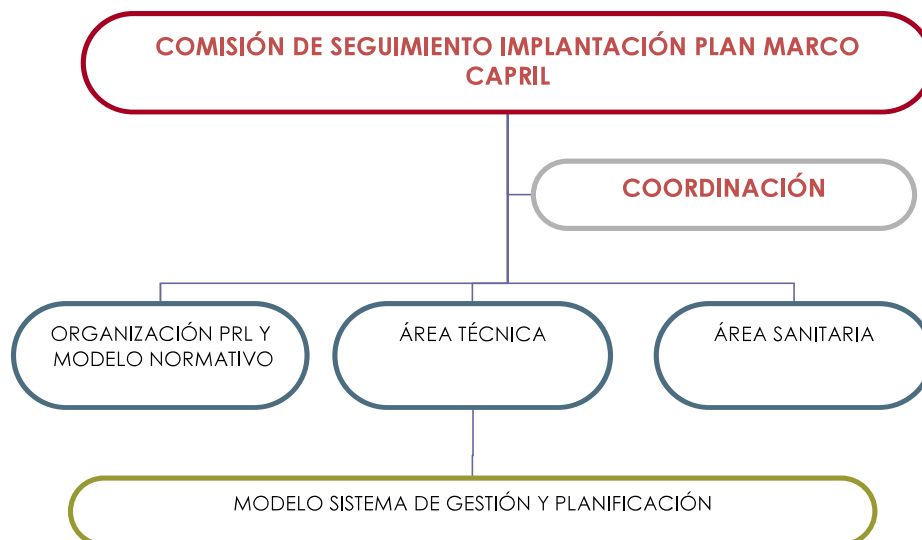 COMISIÓN DE SEGUIMIENTO IMPLANTACIÓN PLAN MARCO
CAPRIL
COORDINACIÓN
ORGANIZACIÓN PRL Y
MODELO NORMATIVO
ÁREA TÉCNICA
ÁREA SANITARIA
MODELO SISTEMA DE GESTIÓN Y PLANIFICACIÓN